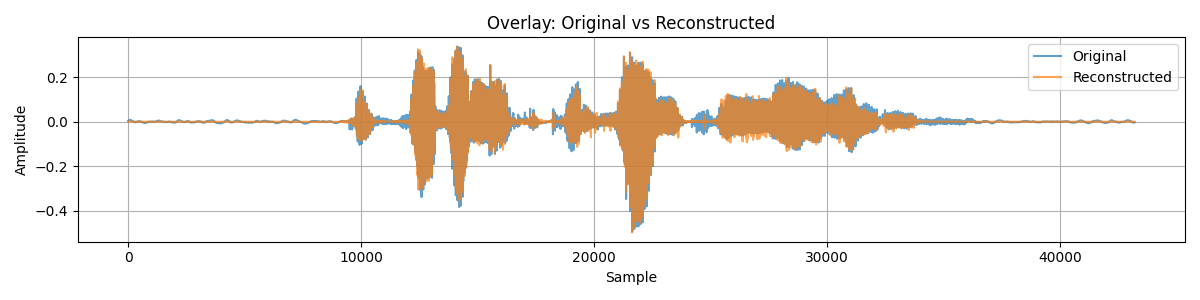 Overlay: Original vs Reconstructed
Original
Reconstructed
Amplitude
0.2
0.0
−0.2
−0.4
0
10000
20000
30000
40000
Sample